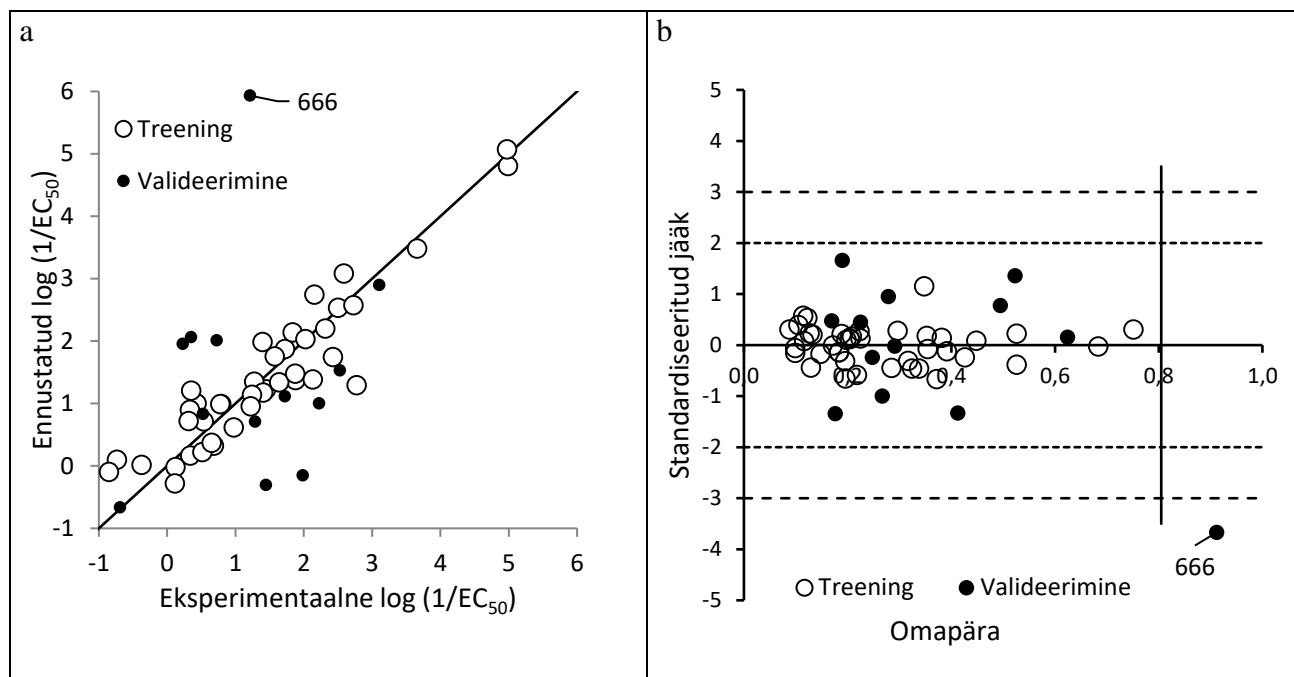 a
6
5
4
3
2
1
0
-1
-1 0 1 2 3 4 5 6
666
Treening
Valideerimine
Ennustatud log (1/EC₅₀)
Eksperimentaalne log (1/EC₅₀)
b
5
4
3
2
1
0
-1
-2
-3
-4
-5
0,0 0,2 0,4 0,6 0,8 1,0
Standardiseeritud jääk
666
Treening Valideerimine
Omapära